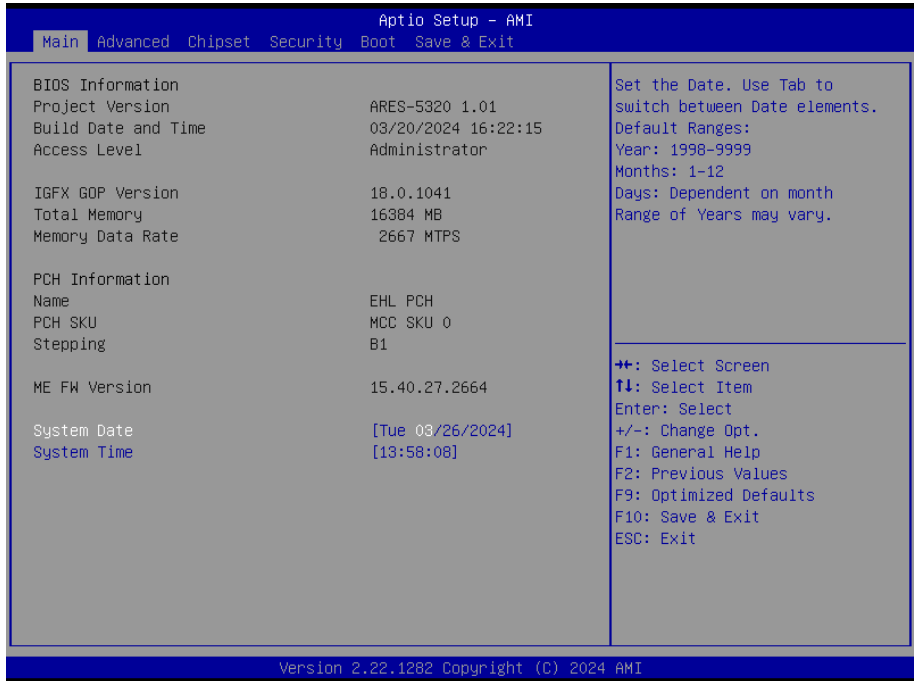 Aptio Setup – AMI
Main Advanced Chipset Security Boot Save & Exit
BIOS Information
Project Version ARES-5320 1.01
Build Date and Time 03/20/2024 16:22:15
Access Level Administrator
IGFX GOP Version 18.0.1041
Total Memory 16384 MB
Memory Data Rate 2667 MTPS
PCH Information
Name EHL PCH
PCH SKU MCC SKU 0
Stepping B1
ME FW Version 15.40.27.2664
System Date [Tue 03/26/2024]
System Time [13:58:08]
Set the Date. Use Tab to
switch between Date elements.
Default Ranges:
Year: 1998-9999
Months: 1-12
Days: Dependent on month
Range of Years may vary.
→←: Select Screen
↑↓: Select Item
Enter: Select
+/-: Change Opt.
F1: General Help
F2: Previous Values
F9: Optimized Defaults
F10: Save & Exit
ESC: Exit
Version 2.22.1282 Copyright (C) 2024 AMI